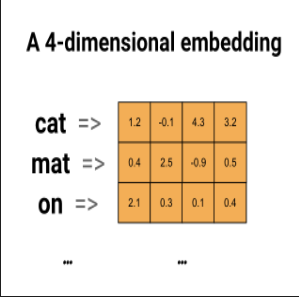 A 4-dimensional embedding
cat => 1.2 -0.1 4.3 3.2
mat => 0.4 2.5 -0.9 0.5
on => 2.1 0.3 0.1 0.4
... ...